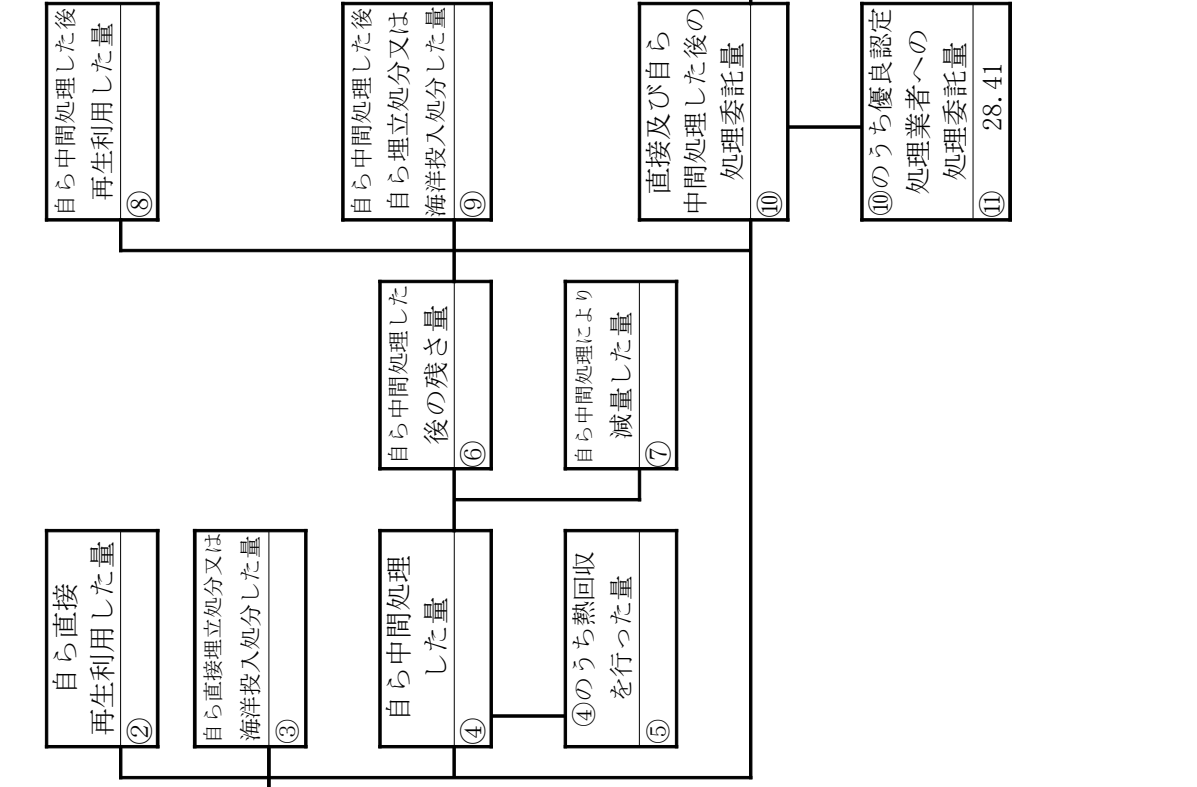 自ら直接
再生利用した量
②
自ら直接埋立処分又は
海洋投入処分した量
③
自ら中間処理
した量
④
④のうち熱回収
を行った量
⑤
自ら中間処理した
後の残さ量
⑥
自ら中間処理により
減量した量
⑦
自ら中間処理した後
再生利用した量
⑧
自ら中間処理した後
自ら埋立処分又は
海洋投入処分した量
⑨
直接及び自ら
中間処理した後の
処理委託量
⑩
⑩のうち優良認定
処理業者への
処理委託量
⑪ 28.41